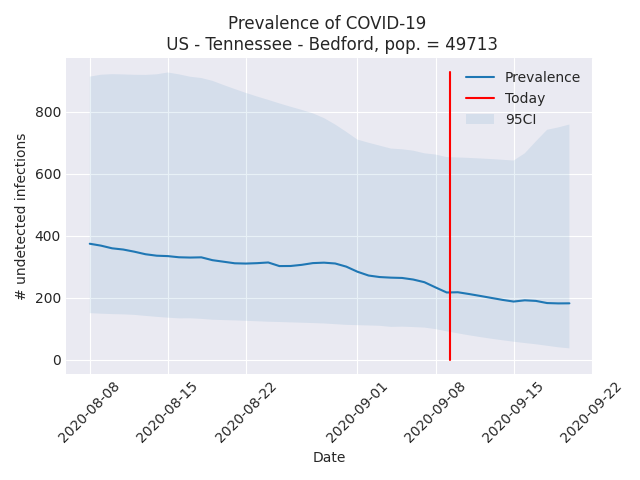 Prevalence of COVID-19
US - Tennessee - Bedford, pop. = 49713
Prevalence
Today
95CI
# undetected infections
800
600
400
200
0
2020-08-08
2020-08-15
2020-08-22
2020-09-01
2020-09-08
2020-09-15
2020-09-22
Date